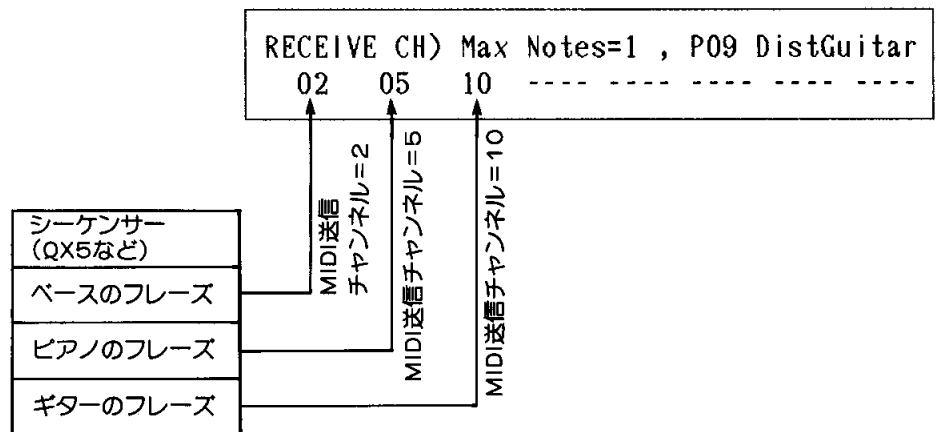 RECEIVE CH) Max Notes=1 , P09 DistGuitar
02 05 10 ---- ---- ---- ---- ----
MIDI送信
チャンネル=2
MIDI送信チャンネル=5
MIDI送信チャンネル=10
シーケンサー
(QX5など)
ベースのフレーズ
ピアノのフレーズ
ギターのフレーズ